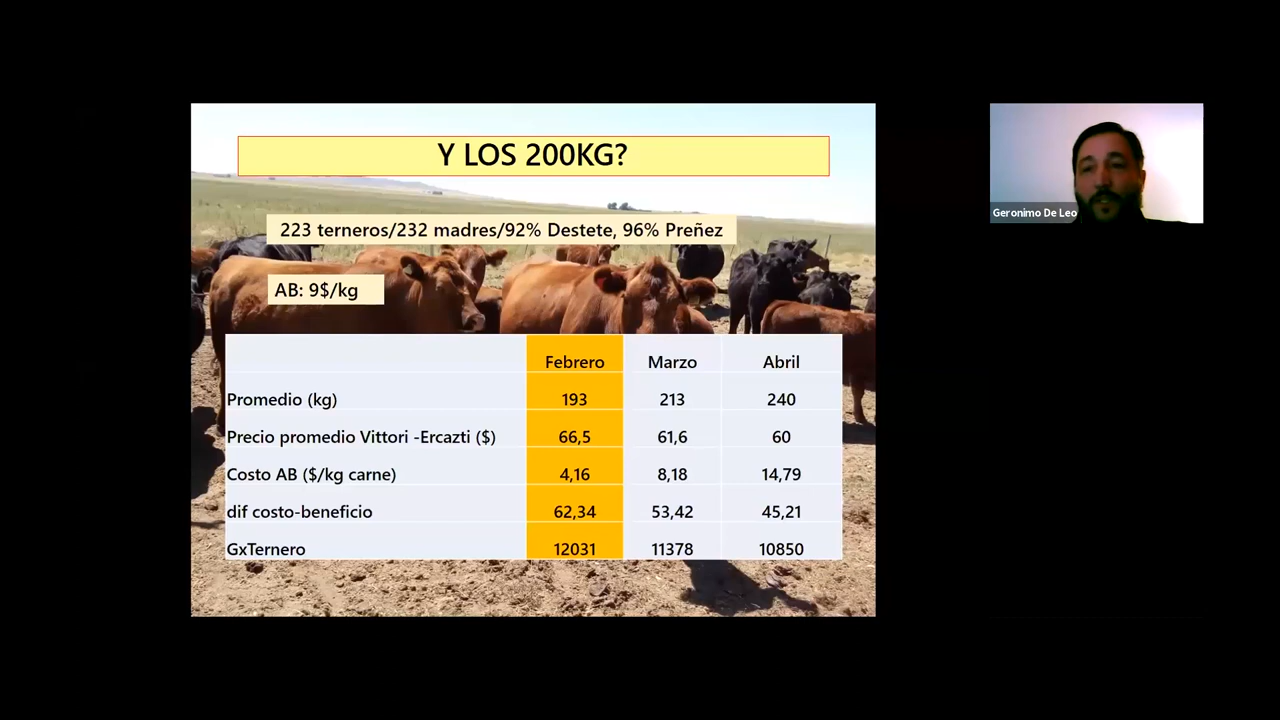 Y LOS 200KG?
223 terneros/232 madres/92% Destete, 96% Preñez
AB: 9$/kg
Febrero Marzo Abril
Promedio (kg) 193 213 240
Precio promedio Vittori -Ercazti ($) 66,5 61,6 60
Costo AB ($/kg carne) 4,16 8,18 14,79
dif costo-beneficio 62,34 53,42 45,21
GxTernero 12031 11378 10850
Geronimo De Leo